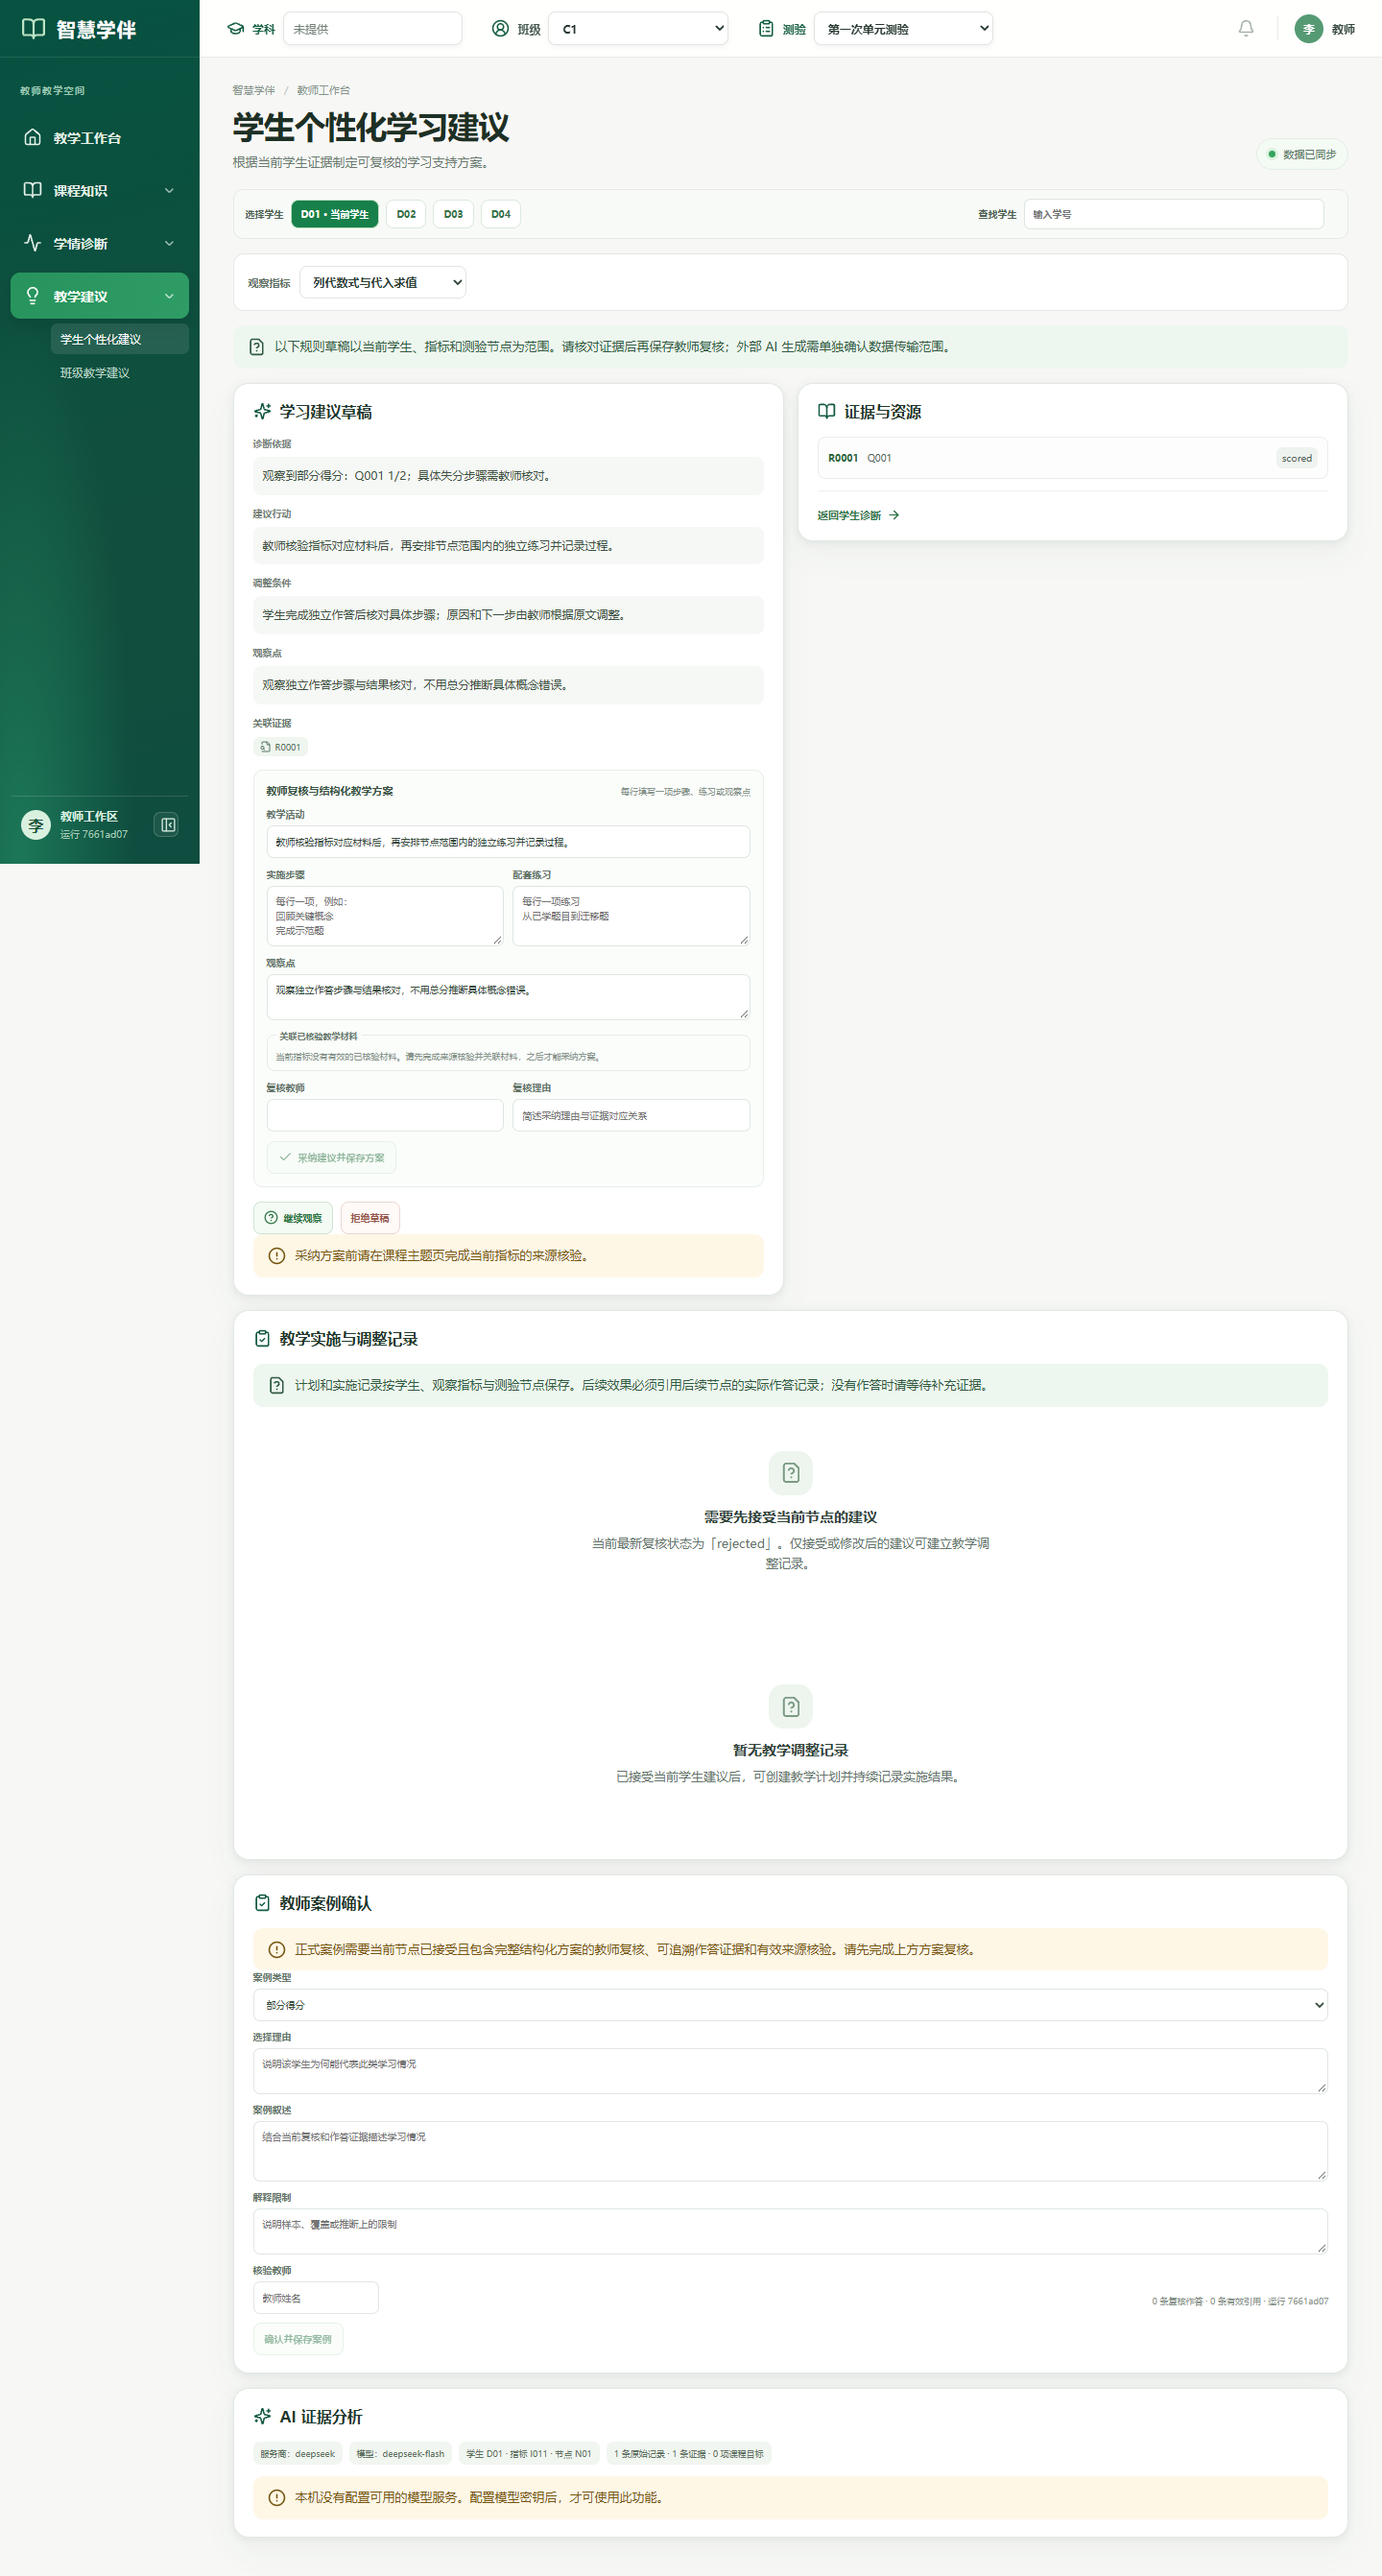 智慧学伴
学科 未提供 班级 C1 测验 第一次单元测验 李 教师
教师教学空间
教学工作台
课程知识
学情诊断
教学建议
学生个性化建议
班级教学建议
李 教师工作区
运行 7661ad07
智慧学伴 / 教师工作台
学生个性化学习建议
根据当前学生证据制定可复核的学习支持方案。
数据已同步
选择学生 D01 • 当前学生 D02 D03 D04 查找学生 输入学号
观察指标 列代数式与代入求值
以下规则草稿以当前学生、指标和测验节点为范围。请核对证据后再保存教师复核；外部 AI 生成需单独确认数据传输范围。
学习建议草稿
诊断依据
观察到部分得分：Q001 1/2；具体失分步骤需教师核对。
建议行动
教师核验指标对应材料后，再安排节点范围内的独立练习并记录过程。
调整条件
学生完成独立作答后核对具体步骤；原因和下一步由教师根据原文调整。
观察点
观察独立作答步骤与结果核对，不用总分推断具体概念错误。
关联证据
R0001
教师复核与结构化教学方案 每行填写一项步骤、练习或观察点
教学活动
教师核验指标对应材料后，再安排节点范围内的独立练习并记录过程。
实施步骤 配套练习
每行一项，例如： 每行一项练习
回顾关键概念 从已学题目到迁移题
完成示范题
观察点
观察独立作答步骤与结果核对，不用总分推断具体概念错误。
关联已核验教学材料
当前指标没有有效的已核验材料。请先完成来源核验并关联材料，之后才能采纳方案。
复核教师 复核理由
简述采纳理由与证据对应关系
采纳建议并保存方案
继续观察 拒绝草稿
采纳方案前请在课程主题页完成当前指标的来源核验。
证据与资源
R0001 Q001 scored
返回学生诊断
教学实施与调整记录
计划和实施记录按学生、观察指标与测验节点保存。后续效果必须引用后续节点的实际作答记录；没有作答时请等待补充证据。
需要先接受当前节点的建议
当前最新复核状态为「rejected」。仅接受或修改后的建议可建立教学调
整记录。
暂无教学调整记录
已接受当前学生建议后，可创建教学计划并持续记录实施结果。
教师案例确认
正式案例需要当前节点已接受且包含完整结构化方案的教师复核、可追溯作答证据和有效来源核验。请先完成上方方案复核。
案例类型
部分得分
选择理由
说明该学生为何能代表此类学习情况
案例叙述
结合当前复核和作答证据描述学习情况
解释限制
说明样本、覆盖或推断上的限制
核验教师
教师姓名
0 条复核作答 · 0 条有效引用 · 运行 7661ad07
确认并保存案例
AI 证据分析
服务商：deepseek 模型：deepseek-flash 学生 D01 · 指标 I011 · 节点 N01 1 条原始记录 · 1 条证据 · 0 项课程目标
本机没有配置可用的模型服务。配置模型密钥后，才可使用此功能。